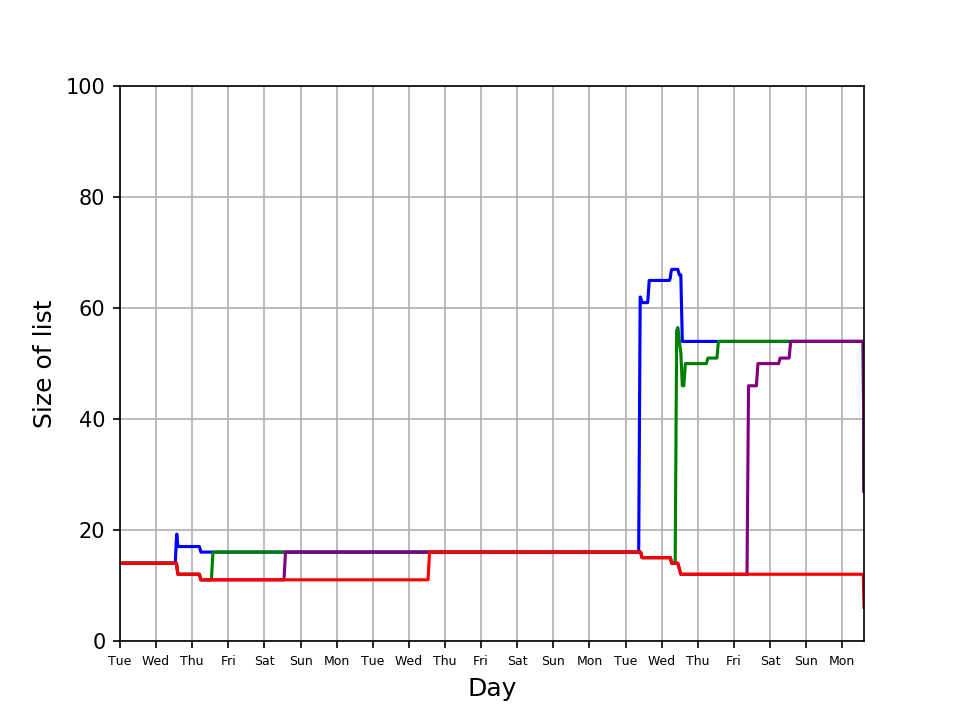 100
80
60
40
20
0
Size of list
Tue Wed Thu Fri Sat Sun Mon Tue Wed Thu Fri Sat Sun Mon Tue Wed Thu Fri Sat Sun Mon
Day